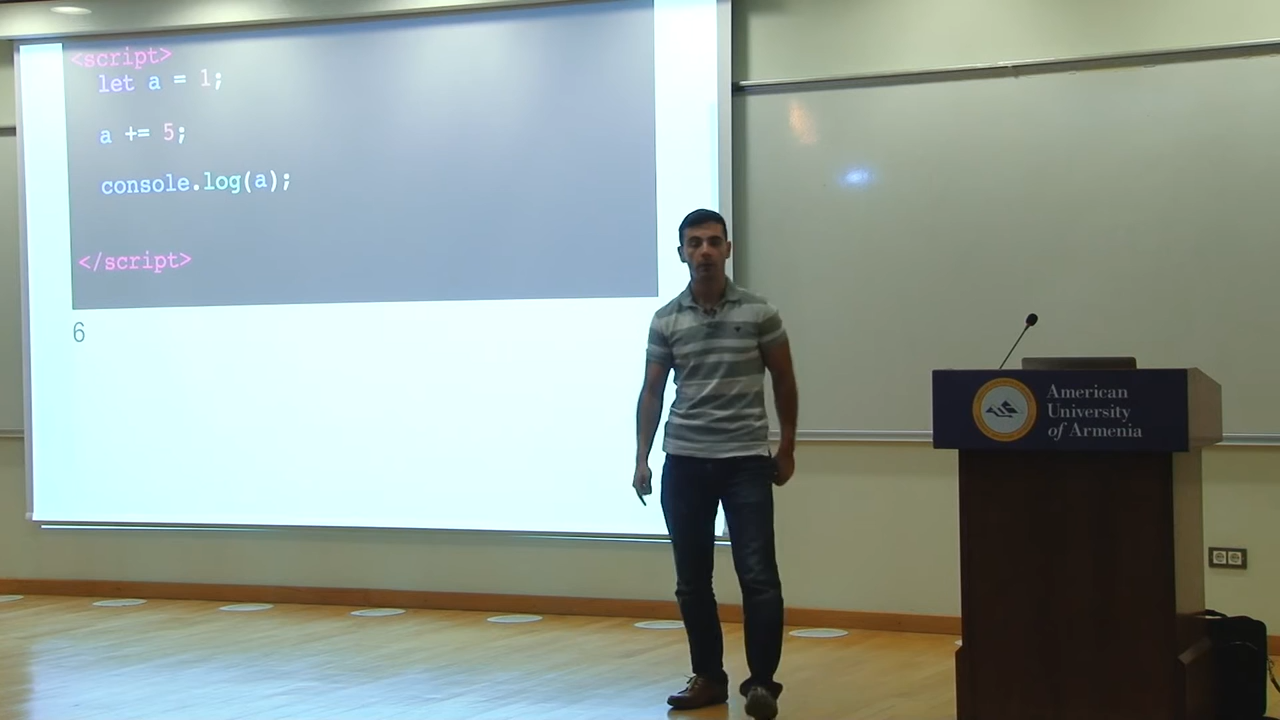 <script>
let a = 1;
a += 5;
console.log(a);
</script>
6
American
University
of Armenia